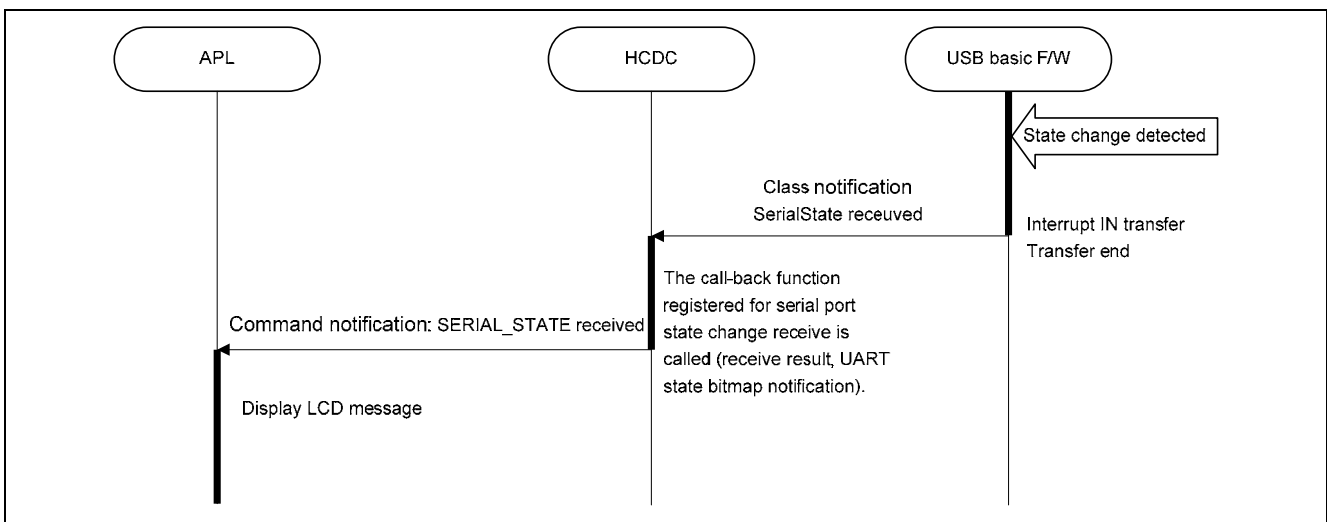 APL
HCDC
USB basic F/W
State change detected
Class notification
SerialState receuved
Interrupt IN transfer
Transfer end
The call-back function
registered for serial port
state change receive is
called (receive result, UART
state bitmap notification).
Command notification: SERIAL_STATE received
Display LCD message